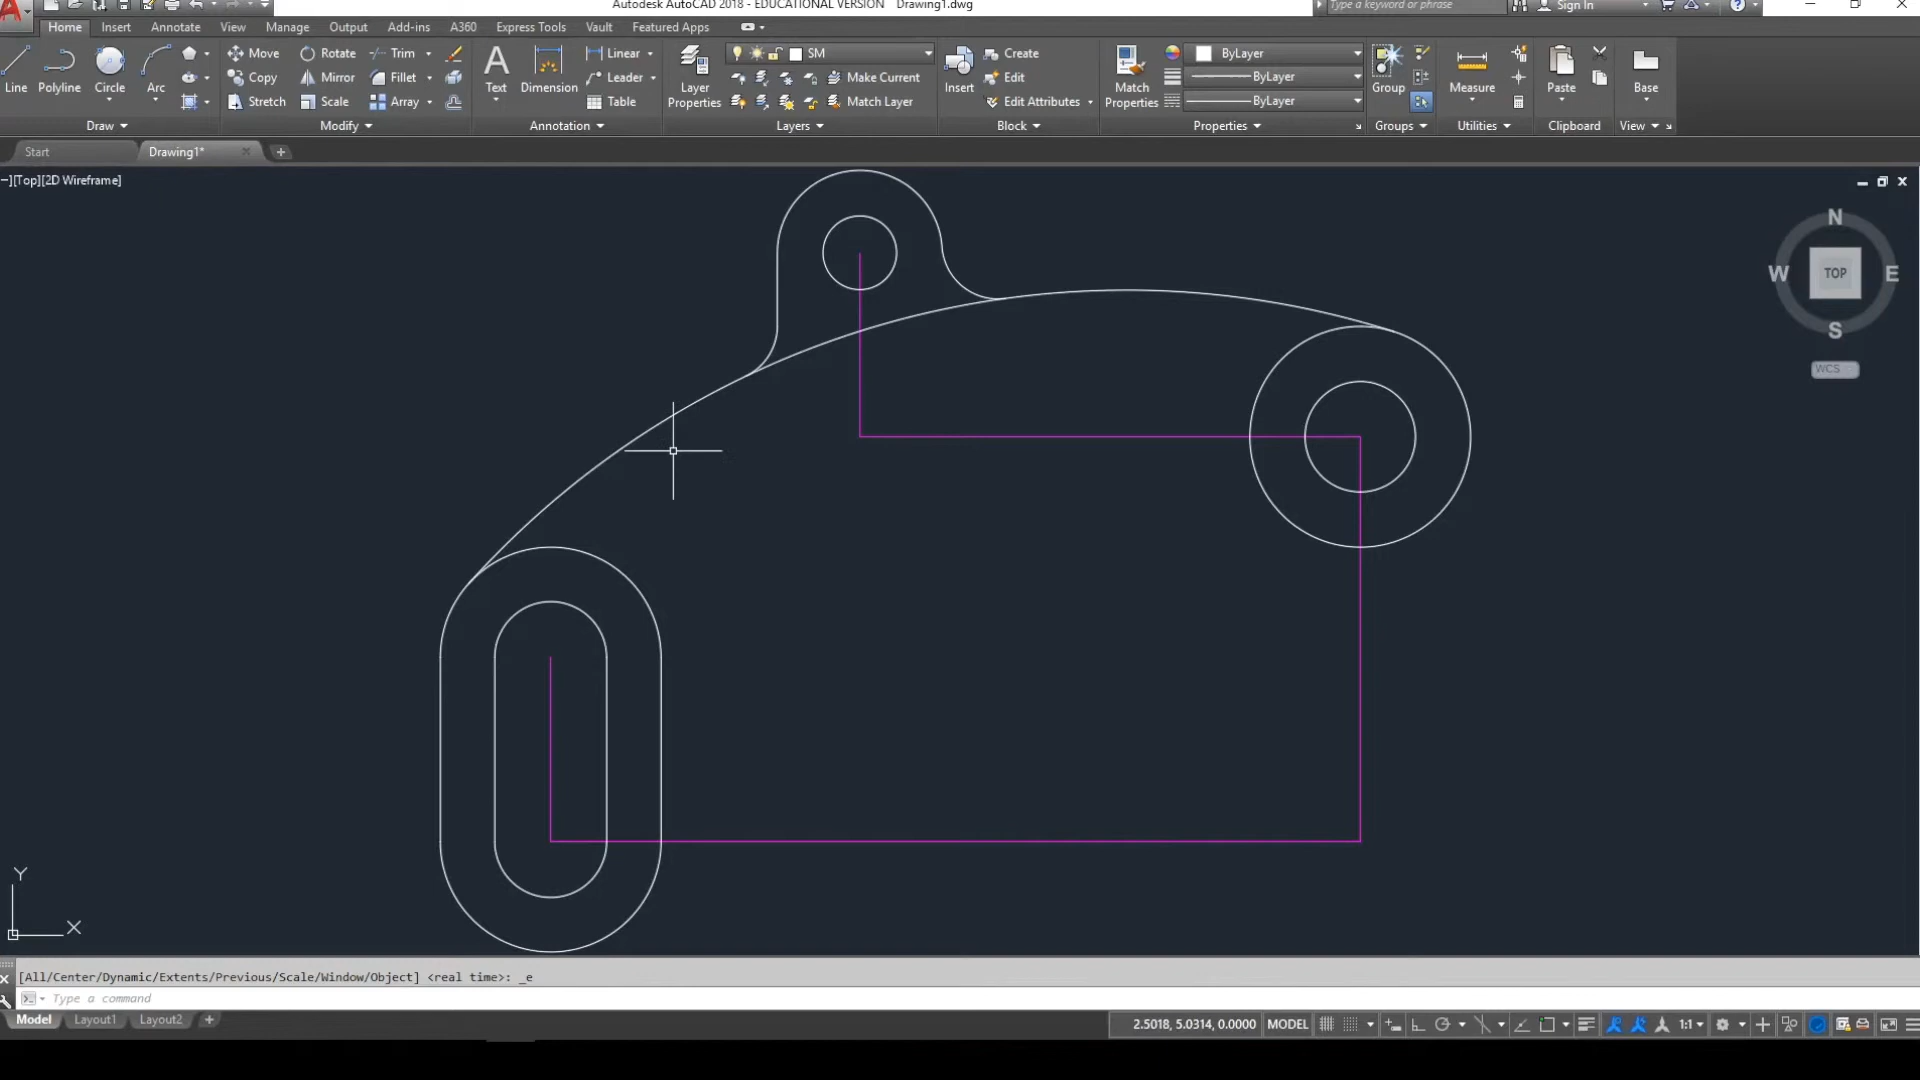 Autodesk AutoCAD 2018 - EDUCATIONAL VERSION Drawing1.dwg
Type a keyword or phrase
Sign In
Home Insert Annotate View Manage Output Add-ins A360 Express Tools Vault Featured Apps
Line Polyline Circle Arc
Move Rotate Trim
Copy Mirror Fillet
Stretch Scale Array
Text Dimension
Linear
Leader
Table
Layer Properties
SM
Make Current
Match Layer
Insert
Create
Edit
Edit Attributes
Match Properties
ByLayer
ByLayer
ByLayer
Group Measure Paste Base
Draw Modify Annotation Layers Block Properties Groups Utilities Clipboard View
Start Drawing1*
−][Top][2D Wireframe]
N
W TOP E
S
WCS
Y
X
[All/Center/Dynamic/Extents/Previous/Scale/Window/Object] <real time>: _e
Type a command
Model Layout1 Layout2
2.5018, 5.0314, 0.0000 MODEL 1:1